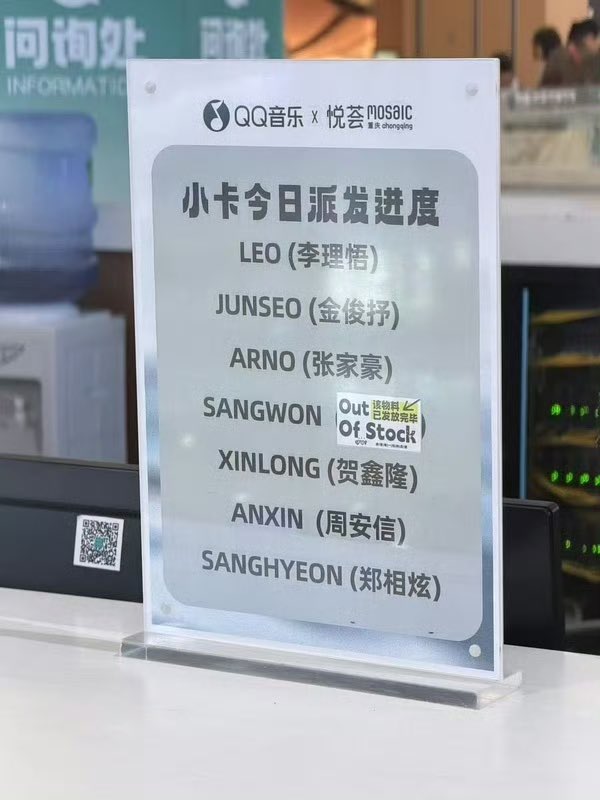 问询处
INFORMATION
QQ音乐 x 悦荟 MOSAIC
重庆 chongqing
小卡今日派发进度
LEO (李理悟)
JUNSEO (金俊抒)
ARNO (张家豪)
SANGWON
Out Of Stock
该物料已发放完毕
XINLONG (贺鑫隆)
ANXIN (周安信)
SANGHYEON (郑相炫)